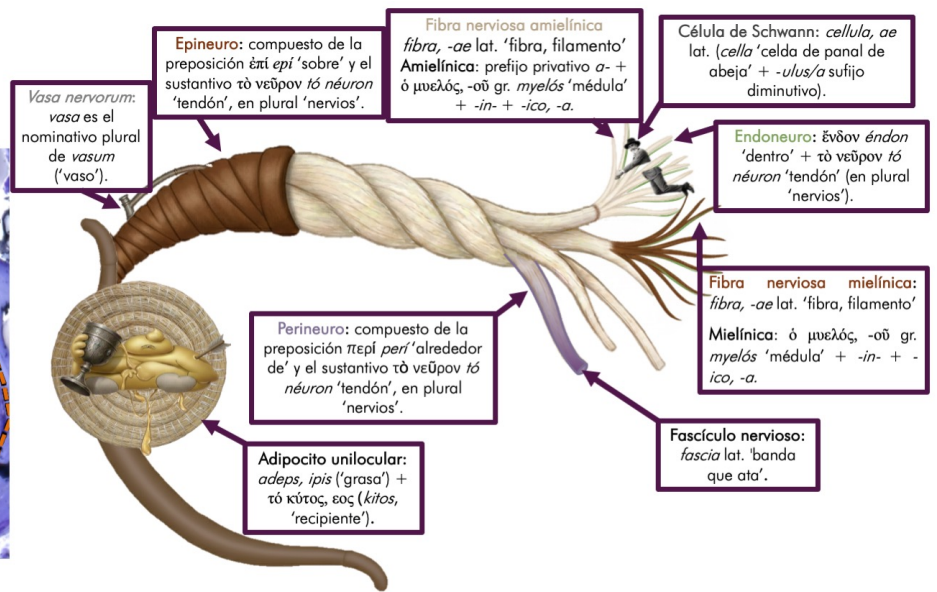 Vasa nervorum:
vasa es el
nominativo plural
de vasum
('vaso').
Epineuro: compuesto de la
preposición ἐπί epí 'sobre' y el
sustantivo τὸ νεῦρον tó néuron
'tendón', en plural 'nervios'.
Fibra nerviosa amielínica
fibra, -ae lat. 'fibra, filamento'
Amielínica: prefijo privativo a- +
ὁ μυελός, -οῦ gr. myelós 'médula'
+ -in- + -ico, -a.
Célula de Schwann: cellula, ae
lat. (cella 'celda de panal de
abeja' + -ulus/a sufijo
diminutivo).
Endoneuro: ἔνδον éndon
'dentro' + τὸ νεῦρον tó
néuron 'tendón' (en plural
'nervios').
Fibra nerviosa mielínica:
fibra, -ae lat. 'fibra, filamento'
Mielínica: ὁ μυελός, -οῦ gr.
myelós 'médula' + -in- + -
ico, -a.
Perineuro: compuesto de la
preposición περί perí 'alrededor
de' y el sustantivo τὸ νεῦρον tó
néuron 'tendón', en plural
'nervios'.
Fascículo nervioso:
fascia lat. 'banda
que ata'.
Adipocito unilocular:
adeps, ipis ('grasa') +
τό κύτος, εος (kitos,
'recipiente').